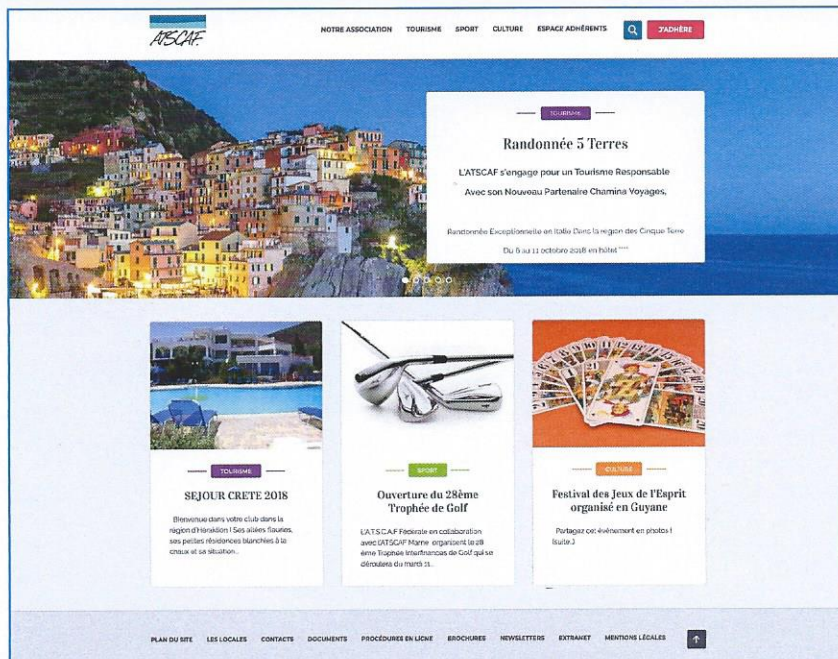 ATSCAF
NOTRE ASSOCIATION TOURISME SPORT CULTURE ESPACE ADHÉRENTS J'ADHÈRE
TOURISME
Randonnée 5 Terres
L'ATSCAF s'engage pour un Tourisme Responsable
Avec son Nouveau Partenaire Chamina Voyages,
Randonnée Exceptionnelle en Italie Dans la region des Cinque Terre
Du 6 au 11 octobre 2018 en hôtel ****
TOURISME
SEJOUR CRETE 2018
Bienvenue dans votre club dans la
région d'Héraklion ! Ses allées fleuries,
ses petites résidences blanchies à la
chaux et sa situation...
SPORT
Ouverture du 28ème
Trophée de Golf
L'A.T.S.C.A.F Fédérale en collaboration
avec l'ATSCAF Marne organisent le 28
ème Trophée Interfinances de Golf qui se
déroulera du mardi 11...
CULTURE
Festival des Jeux de l'Esprit
organisé en Guyane
Partagez cet évènement en photos !
(suite…)
PLAN DU SITE LES LOCALES CONTACTS DOCUMENTS PROCÉDURES EN LIGNE BROCHURES NEWSLETTERS EXTRANET MENTIONS LÉGALES